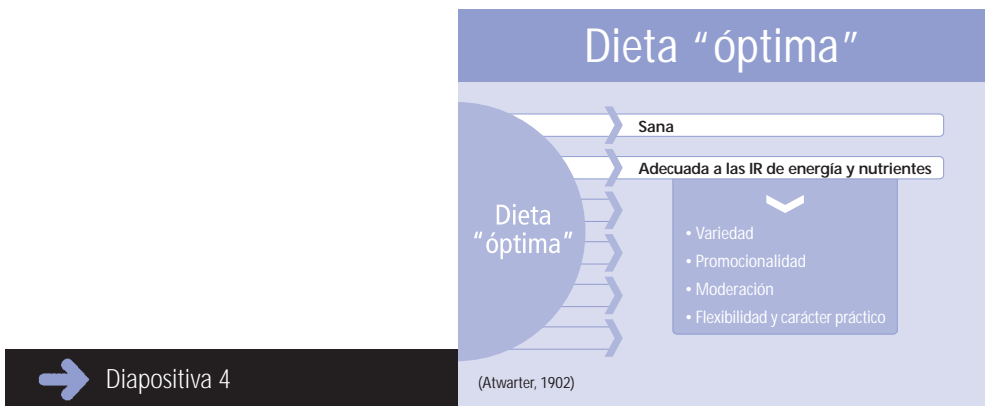 Dieta “óptima”
Sana
Adecuada a las IR de energía y nutrientes
Dieta
“óptima”
• Variedad
• Promocionalidad
• Moderación
• Flexibilidad y carácter práctico
Diapositiva 4
(Atwarter, 1902)